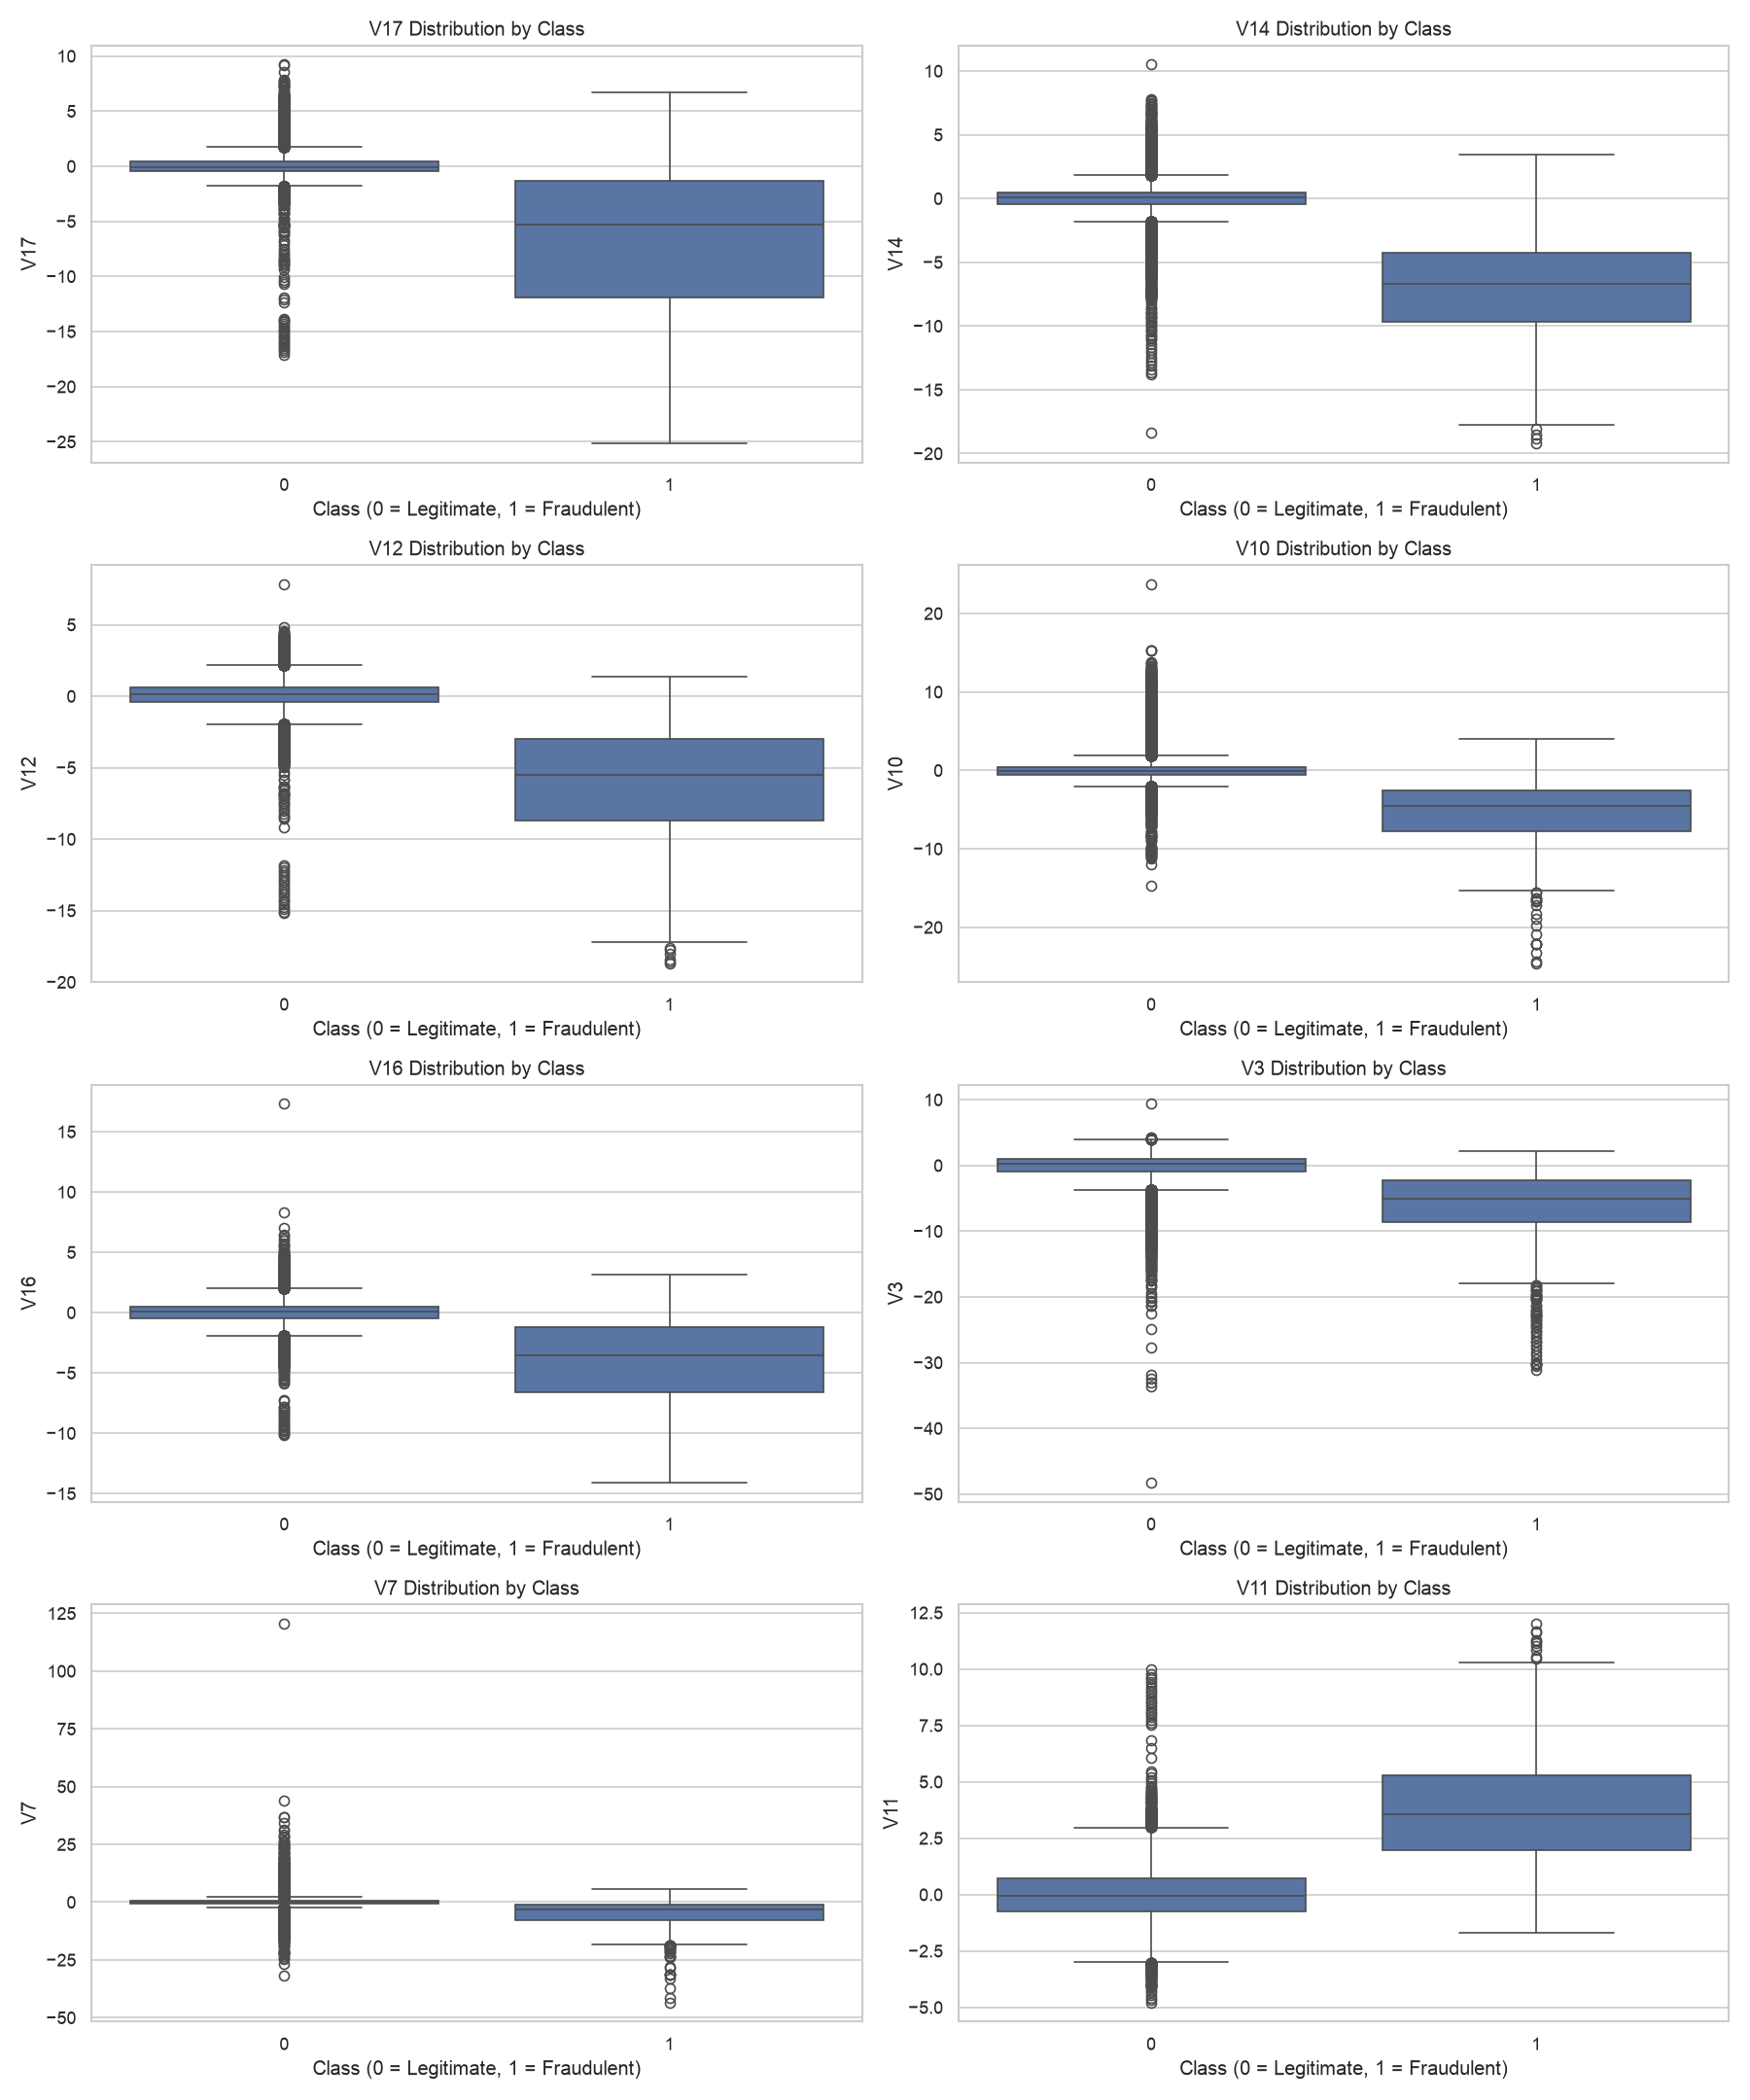 V17 Distribution by Class
10
5
0
−5
−10
−15
−20
−25
V17
0 1
Class (0 = Legitimate, 1 = Fraudulent)
V14 Distribution by Class
10
5
0
−5
−10
−15
−20
V14
0 1
Class (0 = Legitimate, 1 = Fraudulent)
V12 Distribution by Class
5
0
−5
−10
−15
−20
V12
0 1
Class (0 = Legitimate, 1 = Fraudulent)
V10 Distribution by Class
20
10
0
−10
−20
V10
0 1
Class (0 = Legitimate, 1 = Fraudulent)
V16 Distribution by Class
15
10
5
0
−5
−10
−15
V16
0 1
Class (0 = Legitimate, 1 = Fraudulent)
V3 Distribution by Class
10
0
−10
−20
−30
−40
−50
V3
0 1
Class (0 = Legitimate, 1 = Fraudulent)
V7 Distribution by Class
125
100
75
50
25
0
−25
−50
V7
0 1
Class (0 = Legitimate, 1 = Fraudulent)
V11 Distribution by Class
12.5
10.0
7.5
5.0
2.5
0.0
−2.5
−5.0
V11
0 1
Class (0 = Legitimate, 1 = Fraudulent)